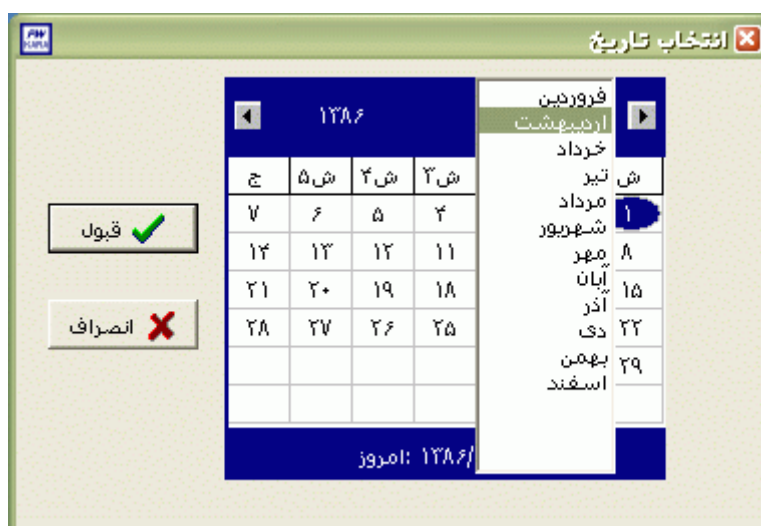 انتخاب تاریخ
۱۳۸۶
فروردین
اردیبهشت
خرداد
تیر
مرداد
شهریور
مهر
آبان
آذر
دی
بهمن
اسفند
ش ش۳ ش۴ ش۵ ج
۱ ۴ ۵ ۶ ۷
۸ ۱۱ ۱۲ ۱۳ ۱۴
۱۵ ۱۸ ۱۹ ۲۰ ۲۱
۲۲ ۲۵ ۲۶ ۲۷ ۲۸
۲۹
امروز: ۱۳۸۶/
قبول
انصراف